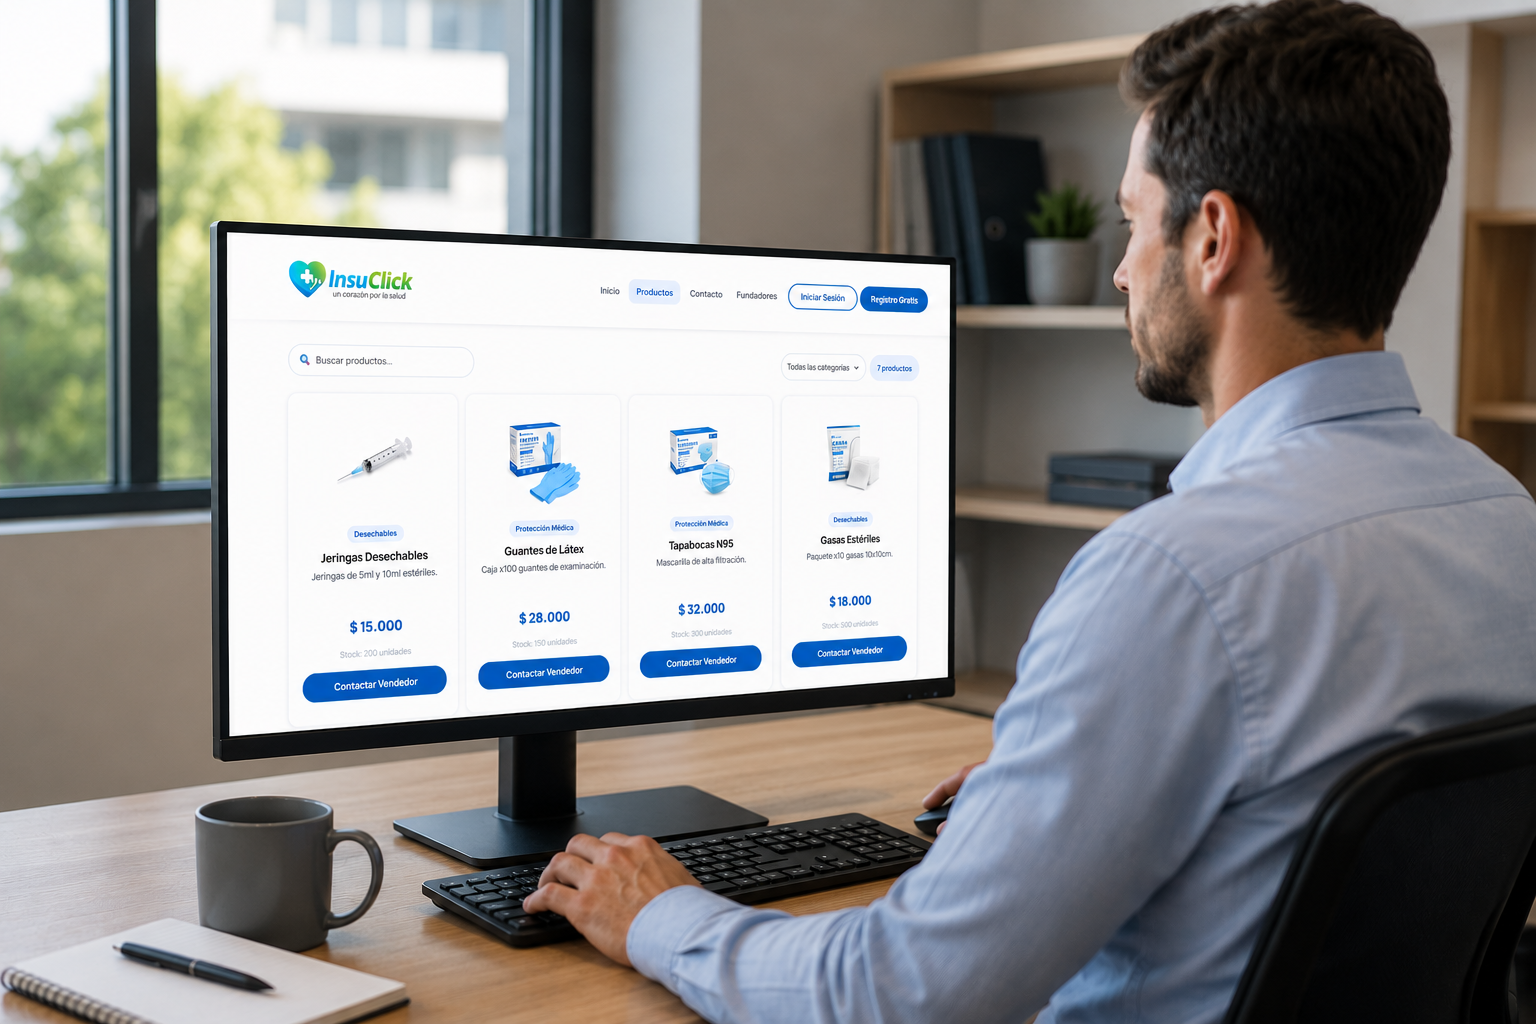 InsuClick
un corazón por la salud
Inicio
Productos
Contacto
Fundadores
Iniciar Sesión
Registro Gratis
Buscar productos...
Todas las categorías
7 productos
Desechables
Jeringas Desechables
Jeringas de 5ml y 10ml estériles.
$ 15.000
Stock: 200 unidades
Contactar Vendedor
Protección Médica
Guantes de Látex
Caja x100 guantes de examinación.
$ 28.000
Stock: 150 unidades
Contactar Vendedor
Protección Médica
Tapabocas N95
Mascarilla de alta filtración.
$ 32.000
Stock: 300 unidades
Contactar Vendedor
Desechables
Gasas Estériles
Paquete x10 gasas 10x10cm.
$ 18.000
Stock: 500 unidades
Contactar Vendedor